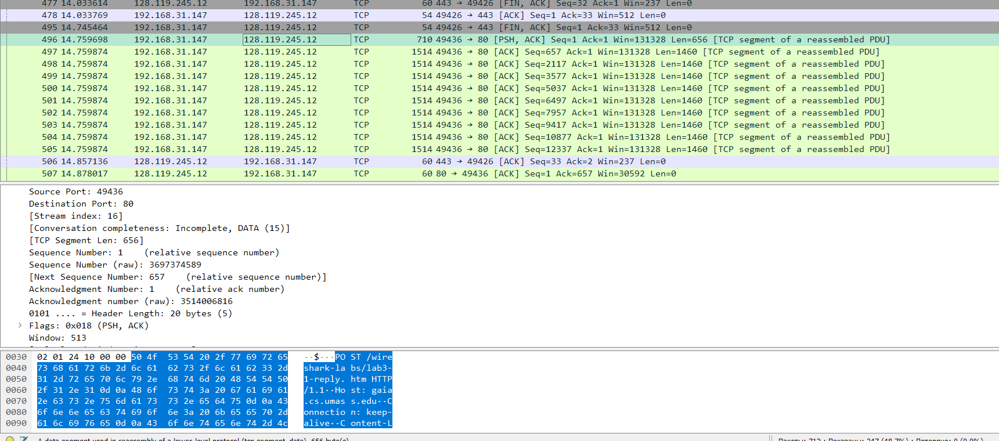 477 14.033614 128.119.245.12 192.168.31.147 TCP 60 443 → 49426 [FIN, ACK] Seq=32 Ack=1 Win=237 Len=0
478 14.033769 192.168.31.147 128.119.245.12 TCP 54 49426 → 443 [ACK] Seq=1 Ack=33 Win=512 Len=0
495 14.745464 192.168.31.147 128.119.245.12 TCP 54 49426 → 443 [FIN, ACK] Seq=1 Ack=33 Win=512 Len=0
496 14.759698 192.168.31.147 128.119.245.12 TCP 710 49436 → 80 [PSH, ACK] Seq=1 Ack=1 Win=131328 Len=656 [TCP segment of a reassembled PDU]
497 14.759874 192.168.31.147 128.119.245.12 TCP 1514 49436 → 80 [ACK] Seq=657 Ack=1 Win=131328 Len=1460 [TCP segment of a reassembled PDU]
498 14.759874 192.168.31.147 128.119.245.12 TCP 1514 49436 → 80 [ACK] Seq=2117 Ack=1 Win=131328 Len=1460 [TCP segment of a reassembled PDU]
499 14.759874 192.168.31.147 128.119.245.12 TCP 1514 49436 → 80 [ACK] Seq=3577 Ack=1 Win=131328 Len=1460 [TCP segment of a reassembled PDU]
500 14.759874 192.168.31.147 128.119.245.12 TCP 1514 49436 → 80 [ACK] Seq=5037 Ack=1 Win=131328 Len=1460 [TCP segment of a reassembled PDU]
501 14.759874 192.168.31.147 128.119.245.12 TCP 1514 49436 → 80 [ACK] Seq=6497 Ack=1 Win=131328 Len=1460 [TCP segment of a reassembled PDU]
502 14.759874 192.168.31.147 128.119.245.12 TCP 1514 49436 → 80 [ACK] Seq=7957 Ack=1 Win=131328 Len=1460 [TCP segment of a reassembled PDU]
503 14.759874 192.168.31.147 128.119.245.12 TCP 1514 49436 → 80 [ACK] Seq=9417 Ack=1 Win=131328 Len=1460 [TCP segment of a reassembled PDU]
504 14.759874 192.168.31.147 128.119.245.12 TCP 1514 49436 → 80 [ACK] Seq=10877 Ack=1 Win=131328 Len=1460 [TCP segment of a reassembled PDU]
505 14.759874 192.168.31.147 128.119.245.12 TCP 1514 49436 → 80 [ACK] Seq=12337 Ack=1 Win=131328 Len=1460 [TCP segment of a reassembled PDU]
506 14.857136 128.119.245.12 192.168.31.147 TCP 60 443 → 49426 [ACK] Seq=33 Ack=2 Win=237 Len=0
507 14.878017 128.119.245.12 192.168.31.147 TCP 60 80 → 49436 [ACK] Seq=1 Ack=657 Win=30592 Len=0
Source Port: 49436
Destination Port: 80
[Stream index: 16]
[Conversation completeness: Incomplete, DATA (15)]
[TCP Segment Len: 656]
Sequence Number: 1 (relative sequence number)
Sequence Number (raw): 3697374589
[Next Sequence Number: 657 (relative sequence number)]
Acknowledgment Number: 1 (relative ack number)
Acknowledgment number (raw): 3514006816
0101 .... = Header Length: 20 bytes (5)
Flags: 0x018 (PSH, ACK)
Window: 513
0030 02 01 24 10 00 00 50 4f 53 54 20 2f 77 69 72 65 ··$···PO ST /wire
0040 73 68 61 72 6b 2d 6c 61 62 73 2f 6c 61 62 33 2d shark-la bs/lab3-
0050 31 2d 72 65 70 6c 79 2e 68 74 6d 20 48 54 54 50 1-reply. htm HTTP
0060 2f 31 2e 31 0d 0a 48 6f 73 74 3a 20 67 61 69 61 /1.1··Ho st: gaia
0070 2e 63 73 2e 75 6d 61 73 73 2e 65 64 75 0d 0a 43 .cs.umas s.edu··C
0080 6f 6e 6e 65 63 74 69 6f 6e 3a 20 6b 65 65 70 2d onnectio n: keep-
0090 61 6c 69 76 65 0d 0a 43 6f 6e 74 65 6e 74 2d 4c alive··C ontent-L
A data segment used in reassembly of a lower-level protocol (tcp.segment_data), 656 byte(s)
Пакеты: 712 · Показаны: 347 (48.7%) · Потеряно: 0 (0.0%)